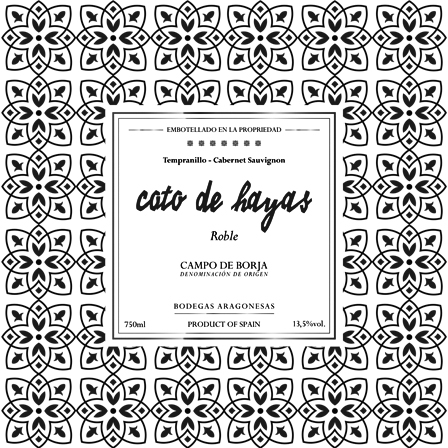 EMBOTELLADO EN LA PROPRIEDAD
Tempranillo - Cabernet Sauvignon
coto de hayas
Roble
CAMPO DE BORJA
DENOMINACIÓN DE ORIGEN
BODEGAS ARAGONESAS
750ml PRODUCT OF SPAIN 13,5%vol.